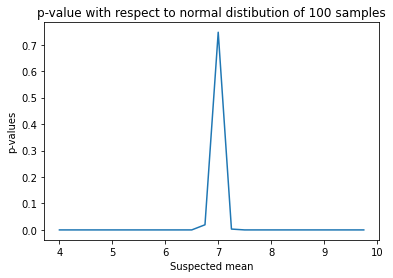 p-value with respect to normal distibution of 100 samples
0.7
0.6
0.5
0.4
0.3
0.2
0.1
0.0
p-values
4 5 6 7 8 9 10
Suspected mean